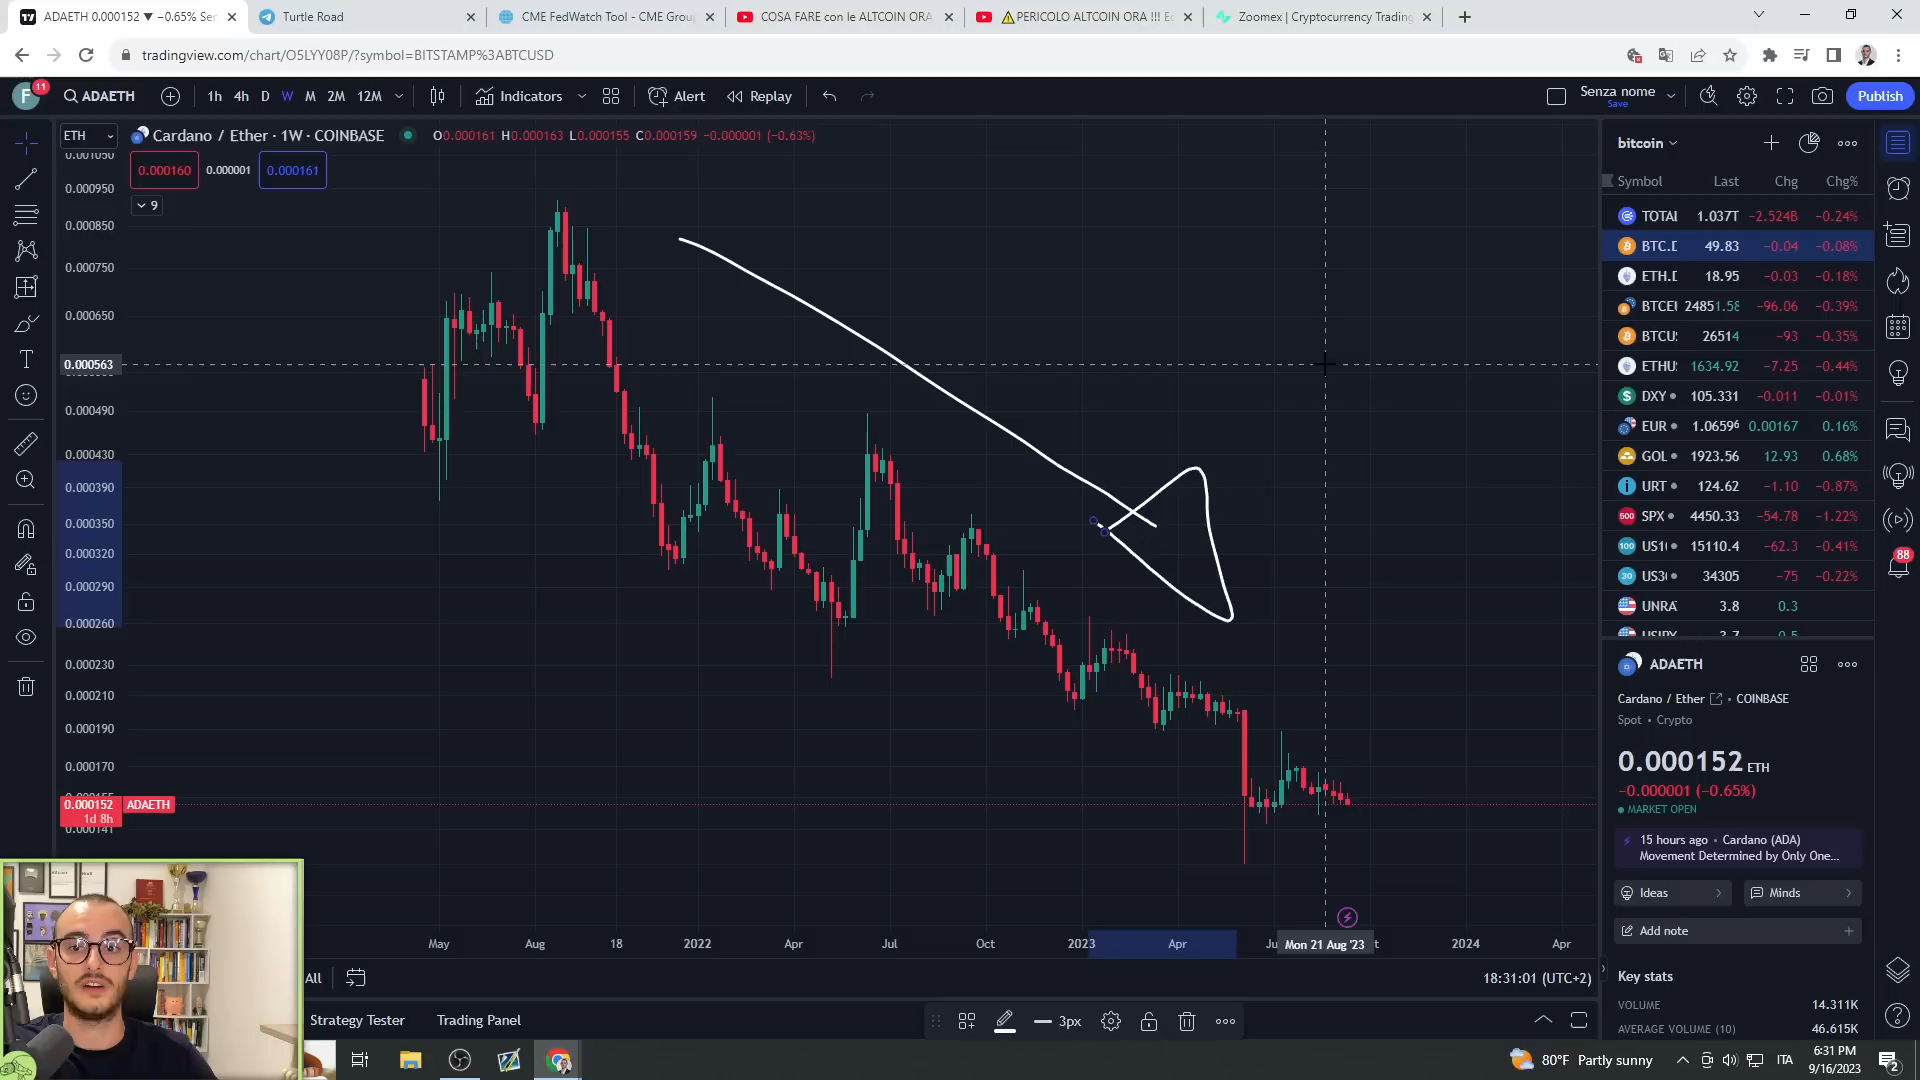 ADAETH 0.000152 ▼ −0.65% Sen
Turtle Road
CME FedWatch Tool - CME Grou
COSA FARE con le ALTCOIN ORA
⚠PERICOLO ALTCOIN ORA !!!
Zoomex | Cryptocurrency Trading
tradingview.com/chart/O5LYY08P/?symbol=BITSTAMP%3ABTCUSD
F 11
ADAETH
1h 4h D W M 2M 12M
Indicators
Alert
Replay
Senza nome
Save
Publish
ETH
Cardano / Ether · 1W · COINBASE
O0.000161 H0.000163 L0.000155 C0.000159 −0.000001 (−0.63%)
0.000160 0.000001 0.000161
9
0.001050
0.000950
0.000850
0.000750
0.000650
0.000563
0.000490
0.000430
0.000390
0.000350
0.000320
0.000290
0.000260
0.000230
0.000210
0.000190
0.000170
0.000152 ADAETH
1d 8h
0.000141
May Aug 18 2022 Apr Jul Oct 2023 Apr Mon 21 Aug '23 2024 Apr
All
18:31:01 (UTC+2)
Strategy Tester
Trading Panel
3px
bitcoin
Symbol Last Chg Chg%
TOTAL 1.037T −2.524B −0.24%
BTC.D 49.83 −0.04 −0.08%
ETH.D 18.95 −0.03 −0.18%
BTCEU 24851.58 −96.06 −0.39%
BTCUS 26514 −93 −0.35%
ETHUS 1634.92 −7.25 −0.44%
DXY 105.331 −0.011 −0.01%
EUR 1.06596 0.00167 0.16%
GOL 1923.56 12.93 0.68%
URT 124.62 −1.10 −0.87%
SPX 4450.33 −54.78 −1.22%
US1 15110.4 −62.3 −0.41%
US3 34305 −75 −0.22%
UNRA 3.8 0.3
88
ADAETH
Cardano / Ether • COINBASE
Spot • Crypto
0.000152 ETH
−0.000001 (−0.65%)
MARKET OPEN
15 hours ago • Cardano (ADA)
Movement Determined by Only One...
Ideas
Minds
Add note
Key stats
VOLUME 14.311K
AVERAGE VOLUME (10) 46.615K
80°F Partly sunny
ITA
6:31 PM
9/16/2023
2